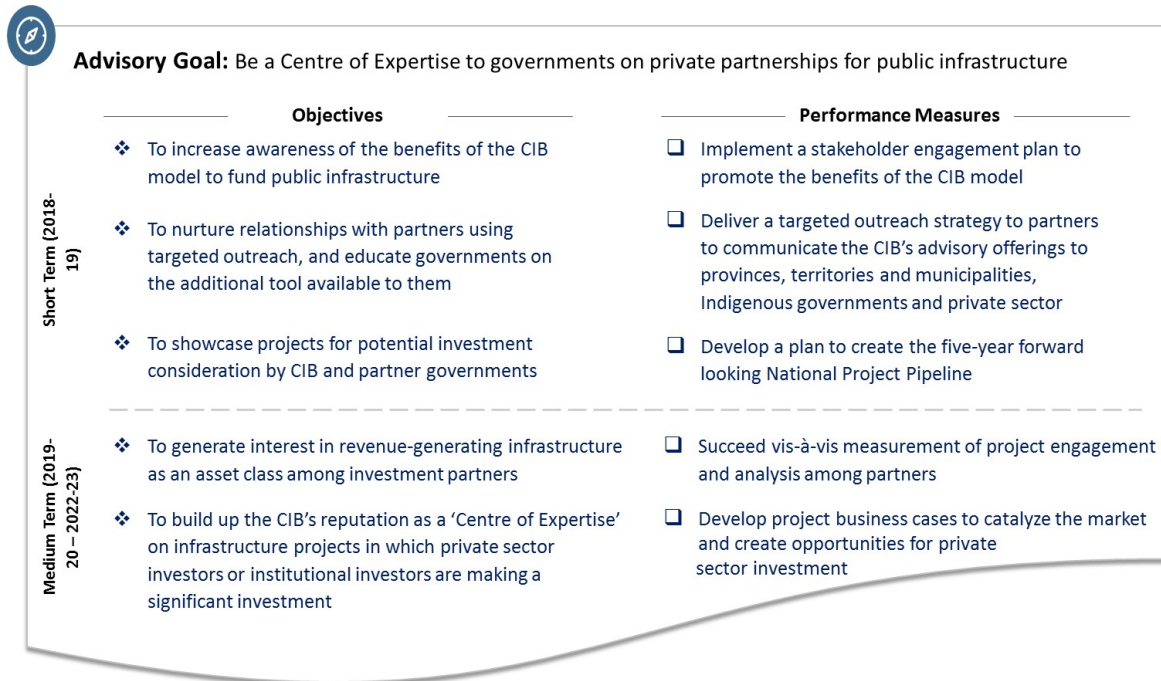 Advisory Goal: Be a Centre of Expertise to governments on private partnerships for public infrastructure
Objectives
Performance Measures
Short Term (2018-
19)
To increase awareness of the benefits of the CIB
model to fund public infrastructure
Implement a stakeholder engagement plan to
promote the benefits of the CIB model
To nurture relationships with partners using
targeted outreach, and educate governments on
the additional tool available to them
Deliver a targeted outreach strategy to partners
to communicate the CIB’s advisory offerings to
provinces, territories and municipalities,
Indigenous governments and private sector
To showcase projects for potential investment
consideration by CIB and partner governments
Develop a plan to create the five-year forward
looking National Project Pipeline
Medium Term (2019-
20 – 2022-23)
To generate interest in revenue-generating infrastructure
as an asset class among investment partners
Succeed vis-à-vis measurement of project engagement
and analysis among partners
To build up the CIB’s reputation as a ‘Centre of Expertise’
on infrastructure projects in which private sector
investors or institutional investors are making a
significant investment
Develop project business cases to catalyze the market
and create opportunities for private
sector investment